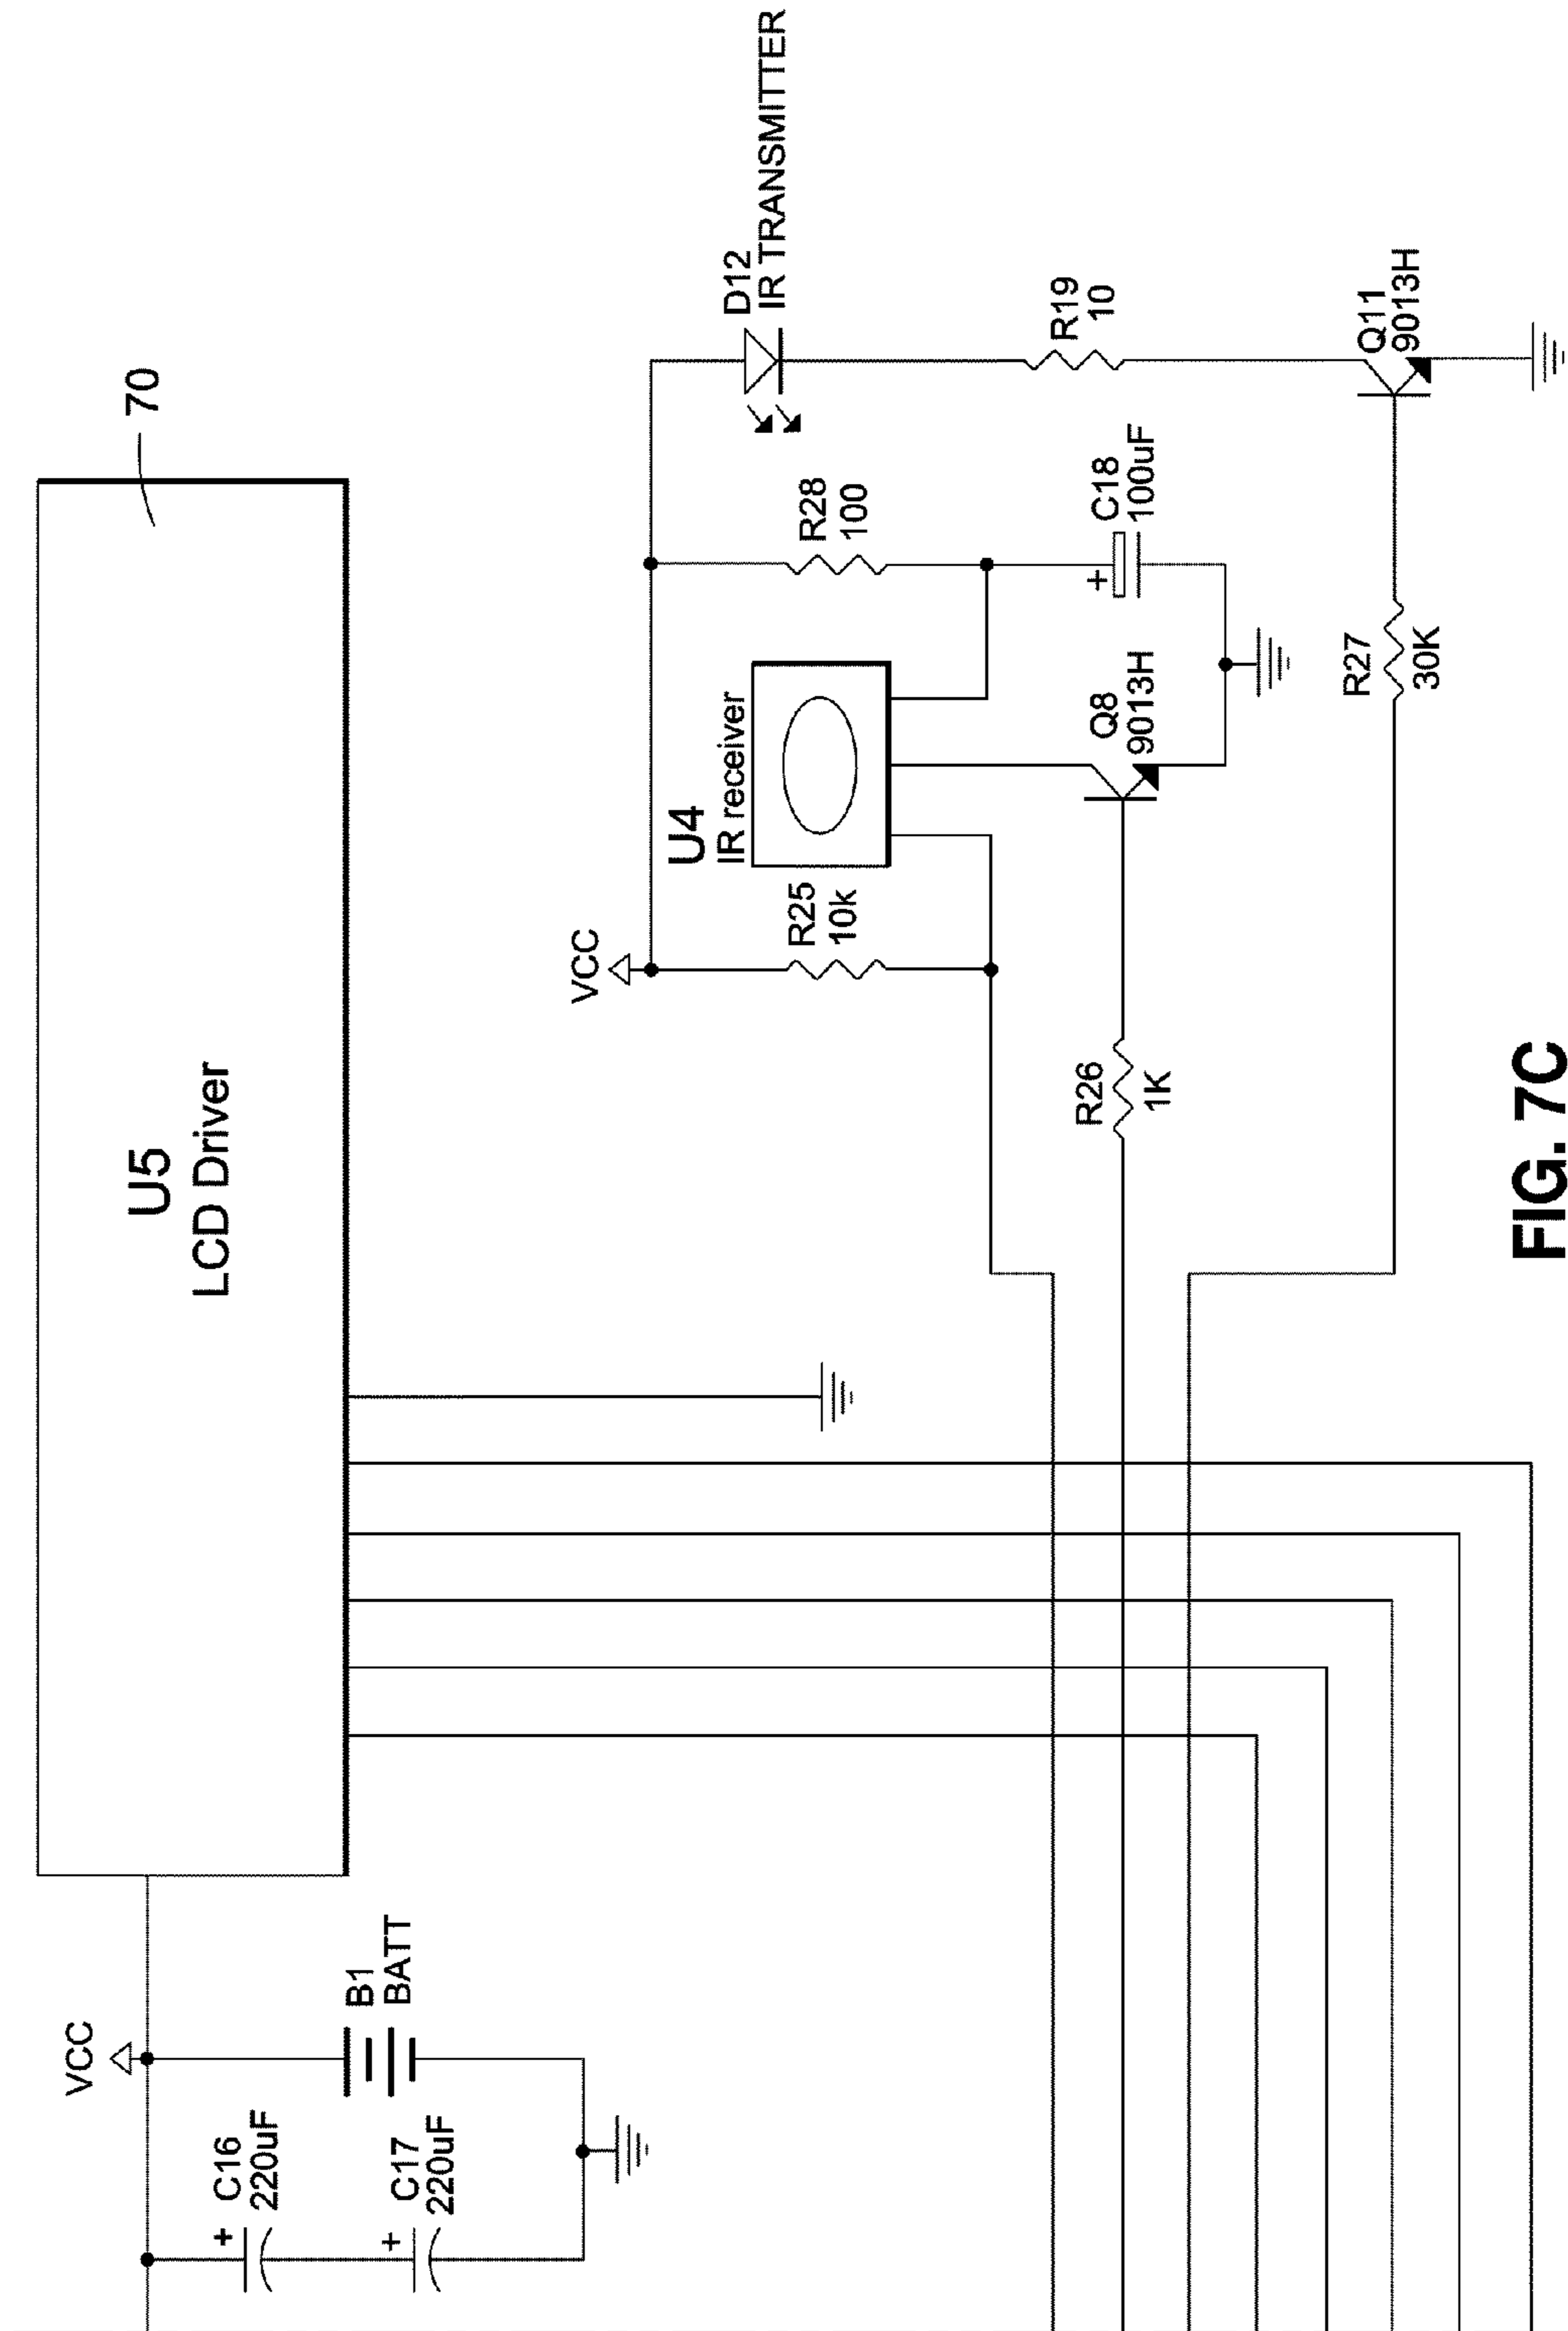 70
U5
LCD Driver
VCC
C16
220uF
+
C17
220uF
+
B1
BATT
VCC
R25
10k
U4
IR receiver
R28
100
D12
IR TRANSMITTER
R19
10
+
C18
100uF
Q8
9013H
R26
1K
R27
30K
Q11
9013H
FIG. 7C